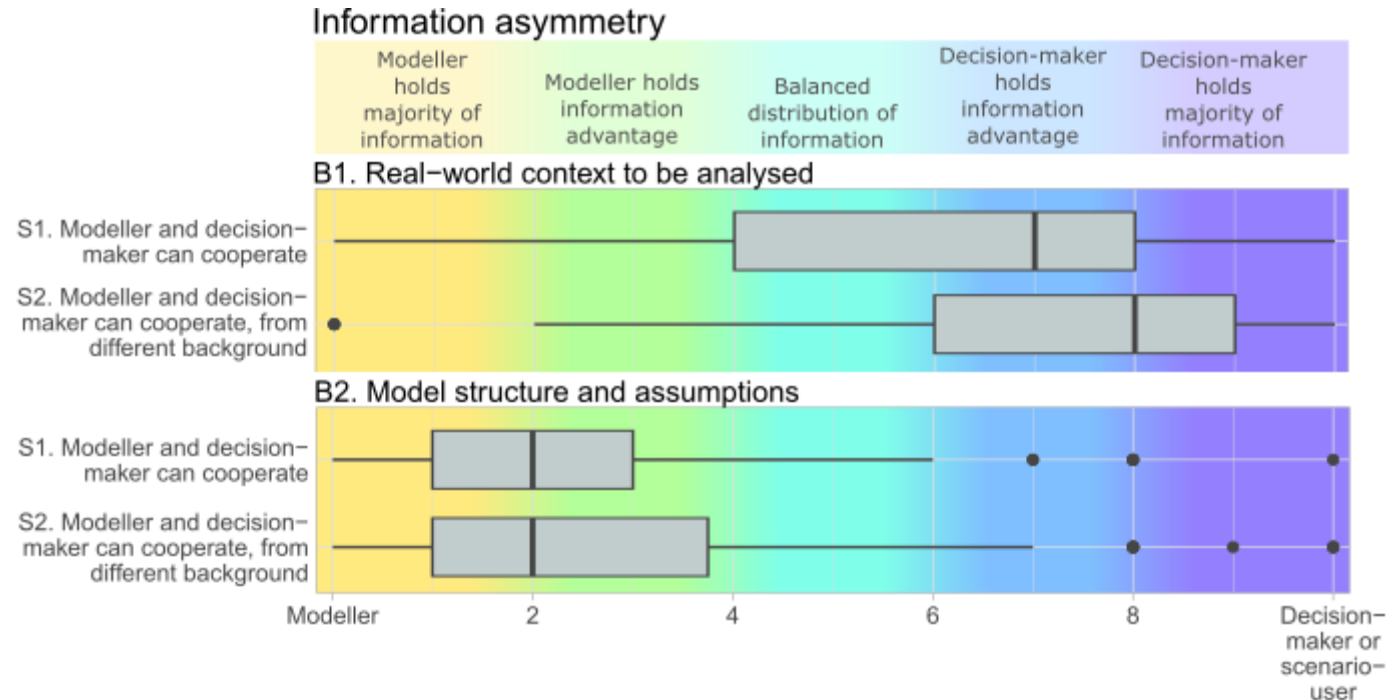 Information asymmetry
Modeller
holds
majority of
information
Modeller holds
information
advantage
Balanced
distribution of
information
Decision-maker
holds
information
advantage
Decision-maker
holds
majority of
information
B1. Real−world context to be analysed
S1. Modeller and decision−
maker can cooperate
S2. Modeller and decision−
maker can cooperate, from
different background
B2. Model structure and assumptions
S1. Modeller and decision−
maker can cooperate
S2. Modeller and decision−
maker can cooperate, from
different background
Modeller
2
4
6
8
Decision−
maker or
scenario−
user